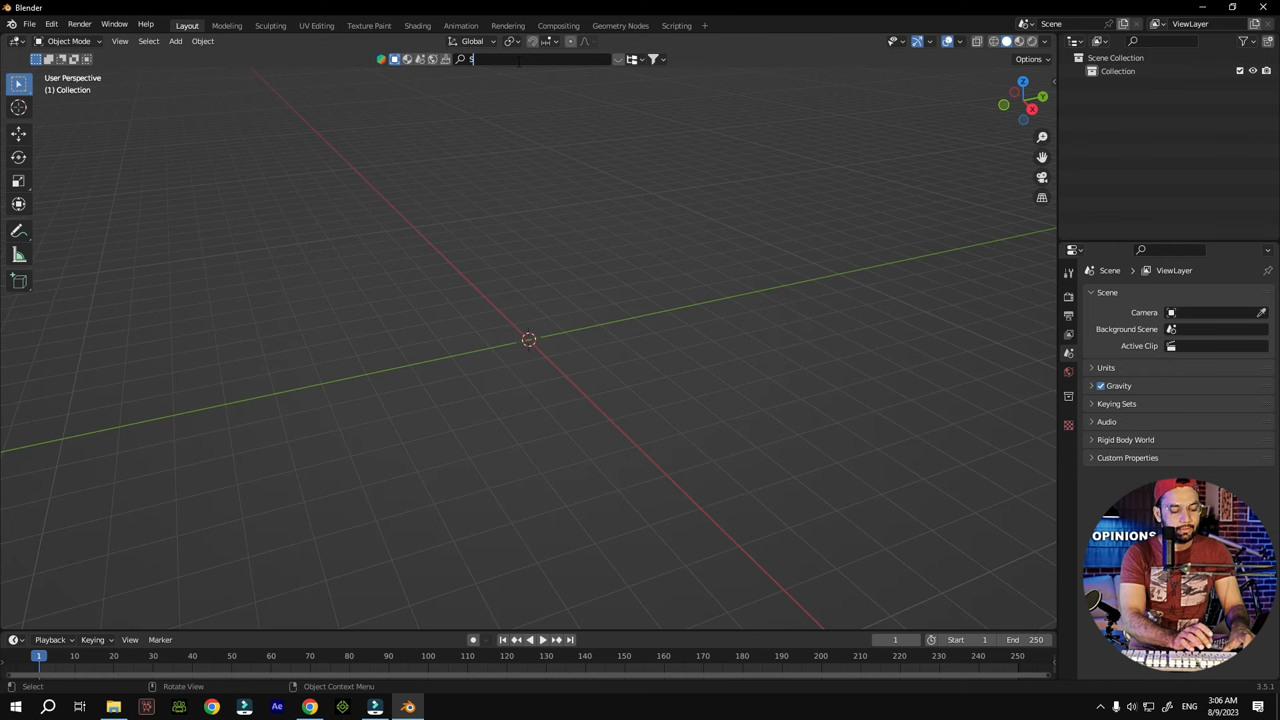 Blender
File Edit Render Window Help Layout Modeling Sculpting UV Editing Texture Paint Shading Animation Rendering Compositing Geometry Nodes Scripting + Scene ViewLayer
Object Mode View Select Add Object Global
S Options
User Perspective
(1) Collection
Z
Y
X
Scene Collection
Collection
Scene ViewLayer
Scene
Camera
Background Scene
Active Clip
Units
Gravity
Keying Sets
Audio
Rigid Body World
Custom Properties
OPINIONS
Playback Keying View Marker 1 Start 1 End 250
1 10 20 30 40 50 60 70 80 90 100 110 120 130 140 150 160 170 180 190 200 210 220 230 240 250
Select Rotate View Object Context Menu 3.5.1
Ae ENG 3:06 AM
8/9/2023